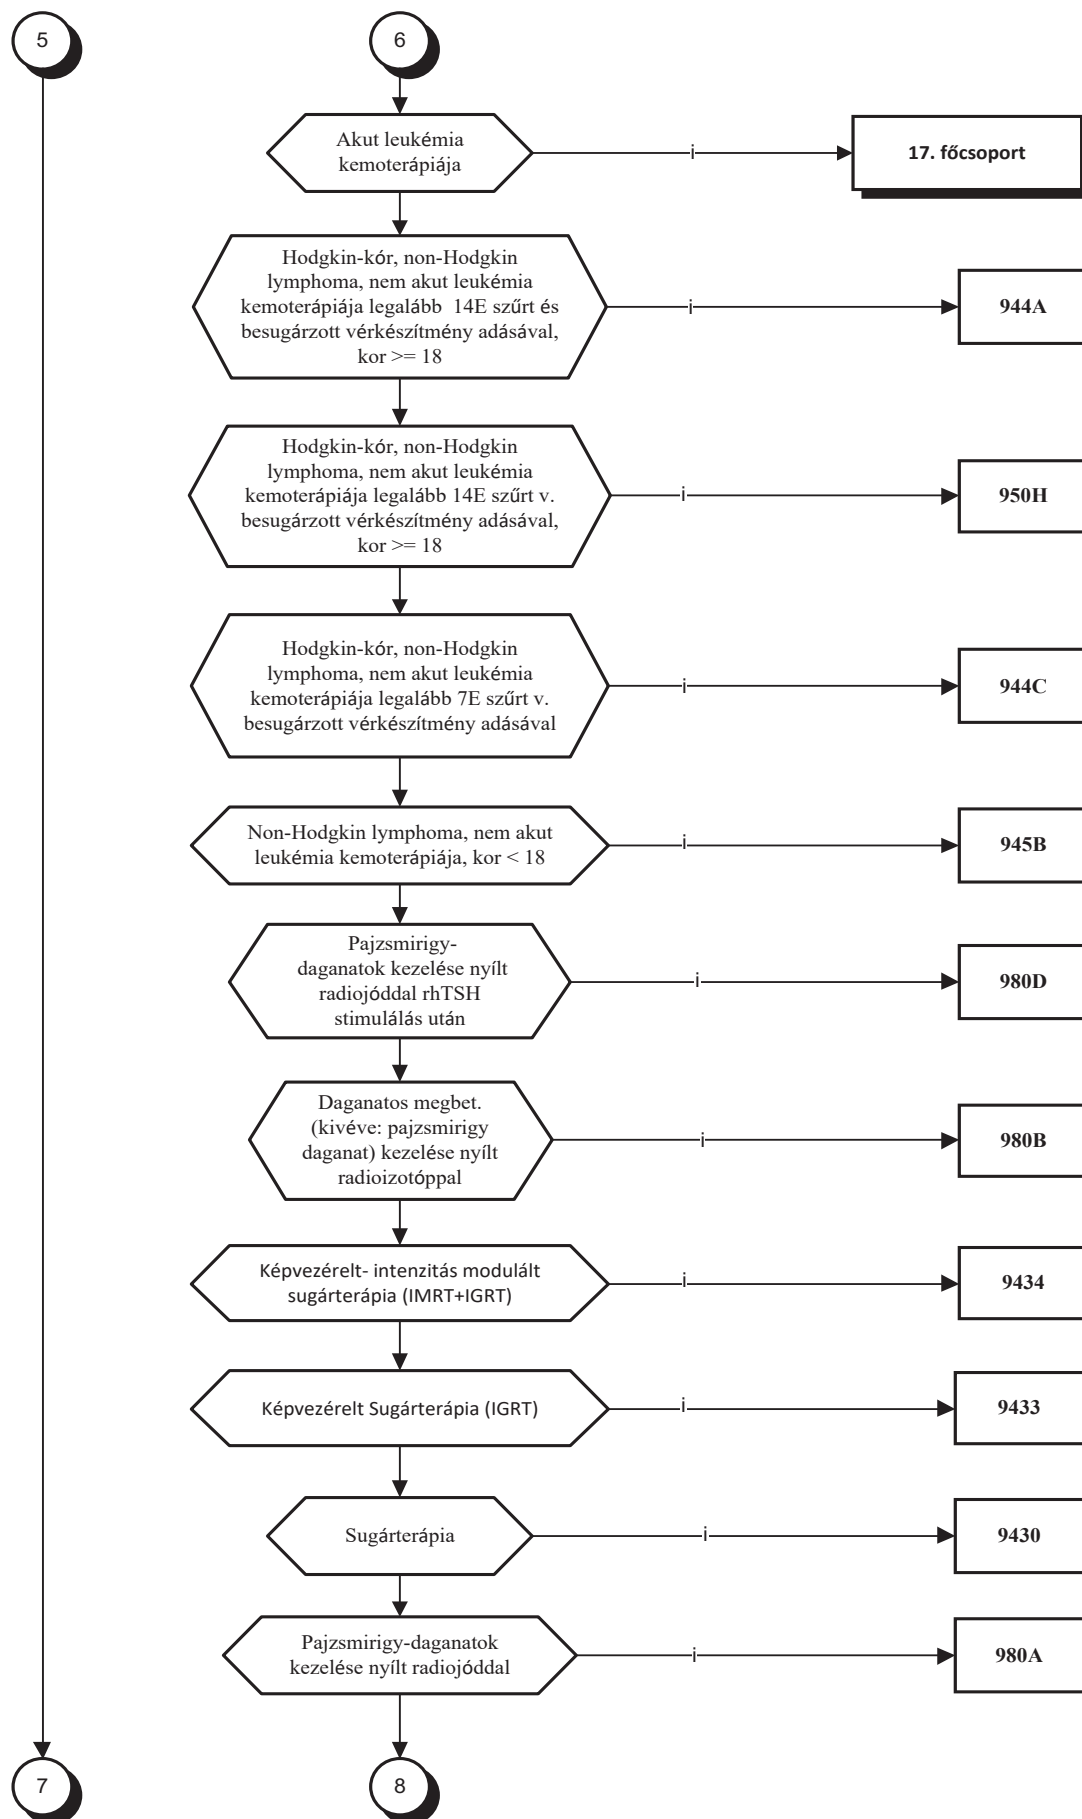 5
6
Akut leukémia
kemoterápiája
i
17. főcsoport
Hodgkin-kór, non-Hodgkin
lymphoma, nem akut leukémia
kemoterápiája legalább 14E szűrt és
besugárzott vérkészítmény adásával,
kor >= 18
i
944A
Hodgkin-kór, non-Hodgkin
lymphoma, nem akut leukémia
kemoterápiája legalább 14E szűrt v.
besugárzott vérkészítmény adásával,
kor >= 18
i
950H
Hodgkin-kór, non-Hodgkin
lymphoma, nem akut leukémia
kemoterápiája legalább 7E szűrt v.
besugárzott vérkészítmény adásával
i
944C
Non-Hodgkin lymphoma, nem akut
leukémia kemoterápiája, kor < 18
i
945B
Pajzsmirigy-
daganatok kezelése nyílt
radiojóddal rhTSH
stimulálás után
i
980D
Daganatos megbet.
(kivéve: pajzsmirigy
daganat) kezelése nyílt
radioizotóppal
i
980B
Képvezérelt- intenzitás modulált
sugárterápia (IMRT+IGRT)
i
9434
Képvezérelt Sugárterápia (IGRT)
i
9433
Sugárterápia
i
9430
Pajzsmirigy-daganatok
kezelése nyílt radiojóddal
i
980A
7
8